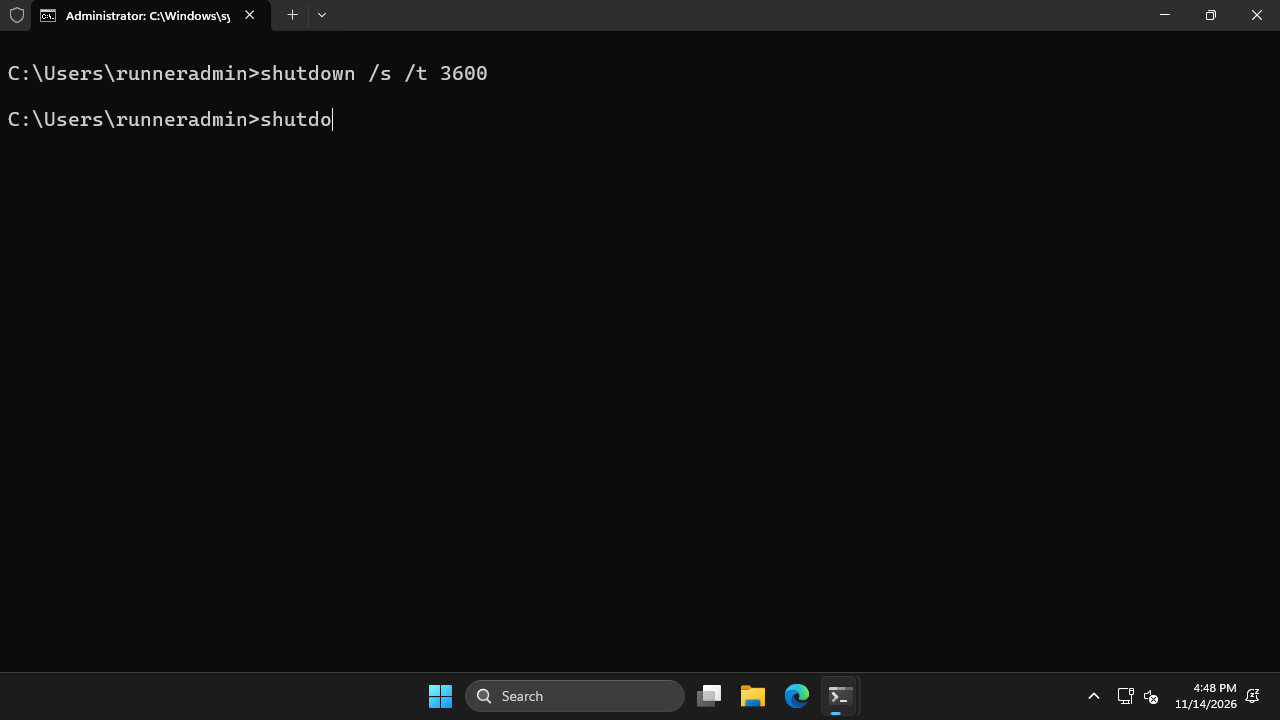 Administrator: C:\Windows\sy
C:\Users\runneradmin>shutdown /s /t 3600
C:\Users\runneradmin>shutdo
Search
4:48 PM
11/14/2026